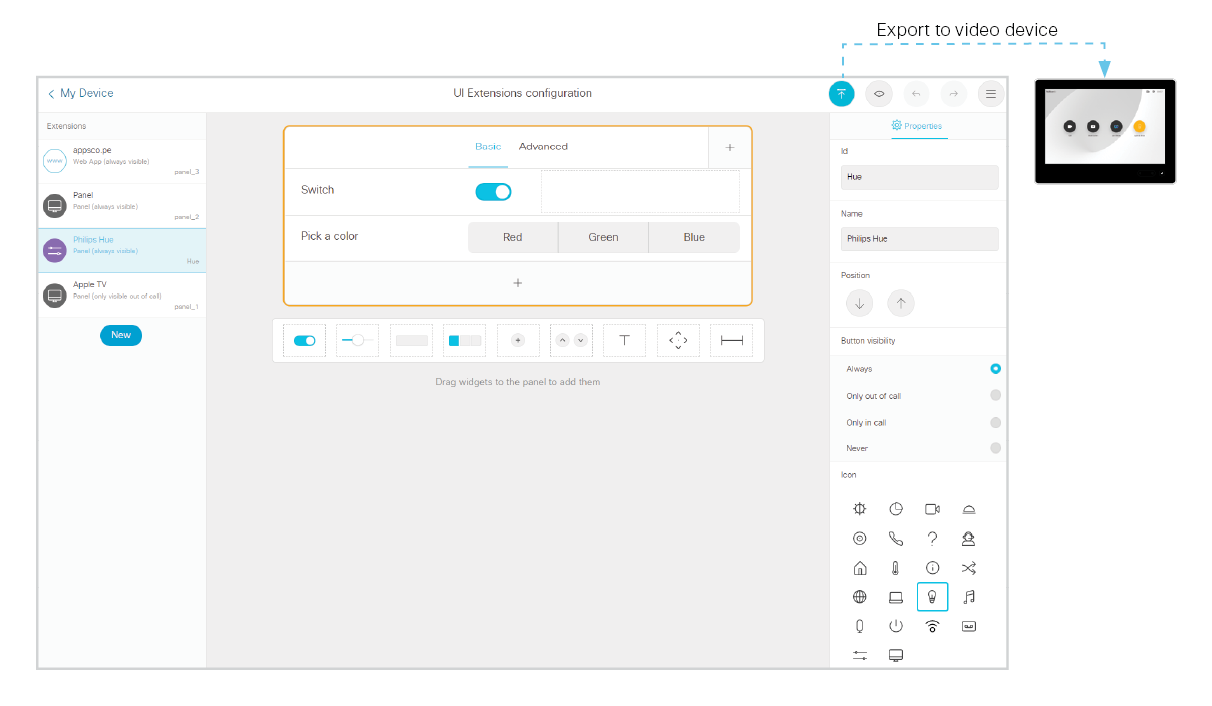 Export to video device
My Device
UI Extensions configuration
Extensions
Properties
www
appsco.pe
Web App (always visible)
panel_3
Panel
Panel (always visible)
panel_2
Philips Hue
Panel (always visible)
Hue
Apple TV
Panel (only visible out of call)
panel_1
New
Basic
Advanced
+
Switch
Pick a color
Red
Green
Blue
+
Drag widgets to the panel to add them
Id
Hue
Name
Philips Hue
Position
Button visibility
Always
Only out of call
Only in call
Never
Icon